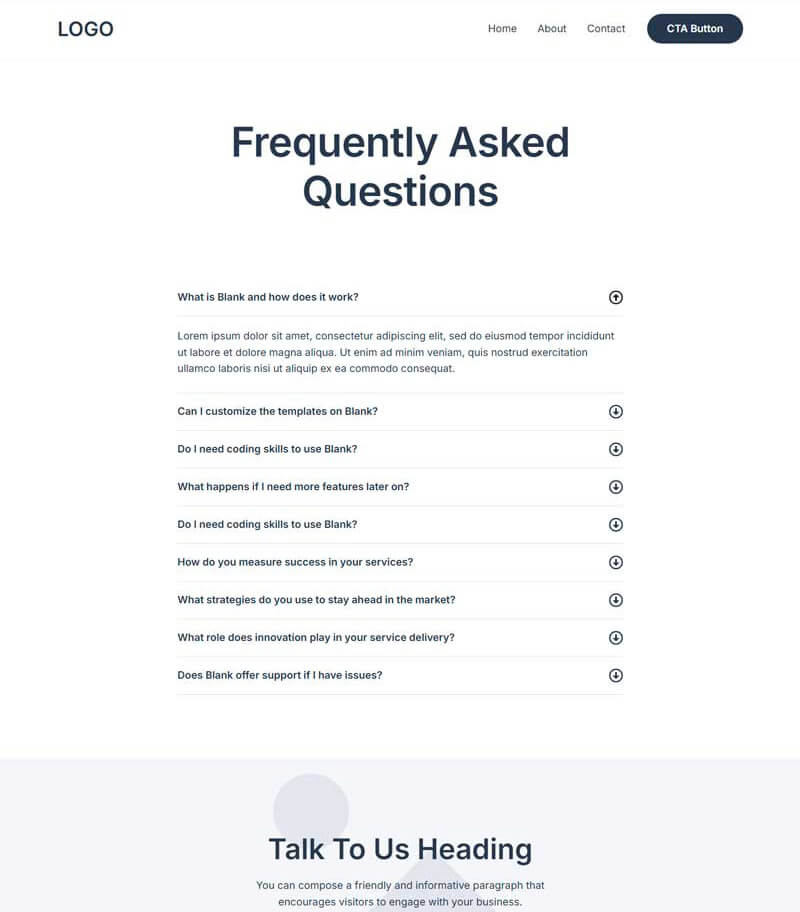 LOGO
Home
About
Contact
CTA Button
Frequently Asked
Questions
What is Blank and how does it work?
Lorem ipsum dolor sit amet, consectetur adipiscing elit, sed do eiusmod tempor incididunt
ut labore et dolore magna aliqua. Ut enim ad minim veniam, quis nostrud exercitation
ullamco laboris nisi ut aliquip ex ea commodo consequat.
Can I customize the templates on Blank?
Do I need coding skills to use Blank?
What happens if I need more features later on?
Do I need coding skills to use Blank?
How do you measure success in your services?
What strategies do you use to stay ahead in the market?
What role does innovation play in your service delivery?
Does Blank offer support if I have issues?
Talk To Us Heading
You can compose a friendly and informative paragraph that
encourages visitors to engage with your business.